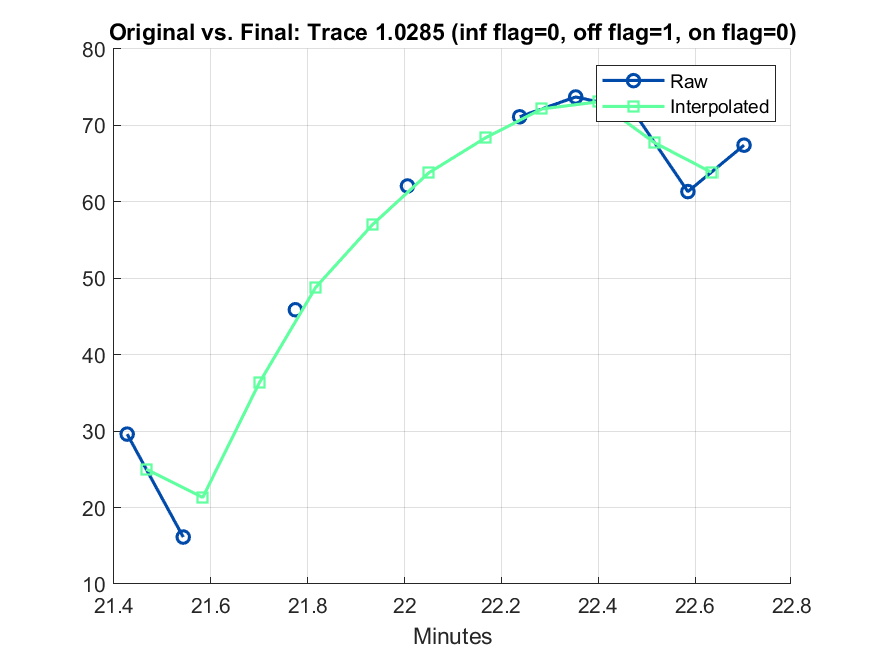 Original vs. Final: Trace 1.0285 (inf flag=0, off flag=1, on flag=0)
80
70
60
50
40
30
20
10
Raw
Interpolated
21.4 21.6 21.8 22 22.2 22.4 22.6 22.8
Minutes